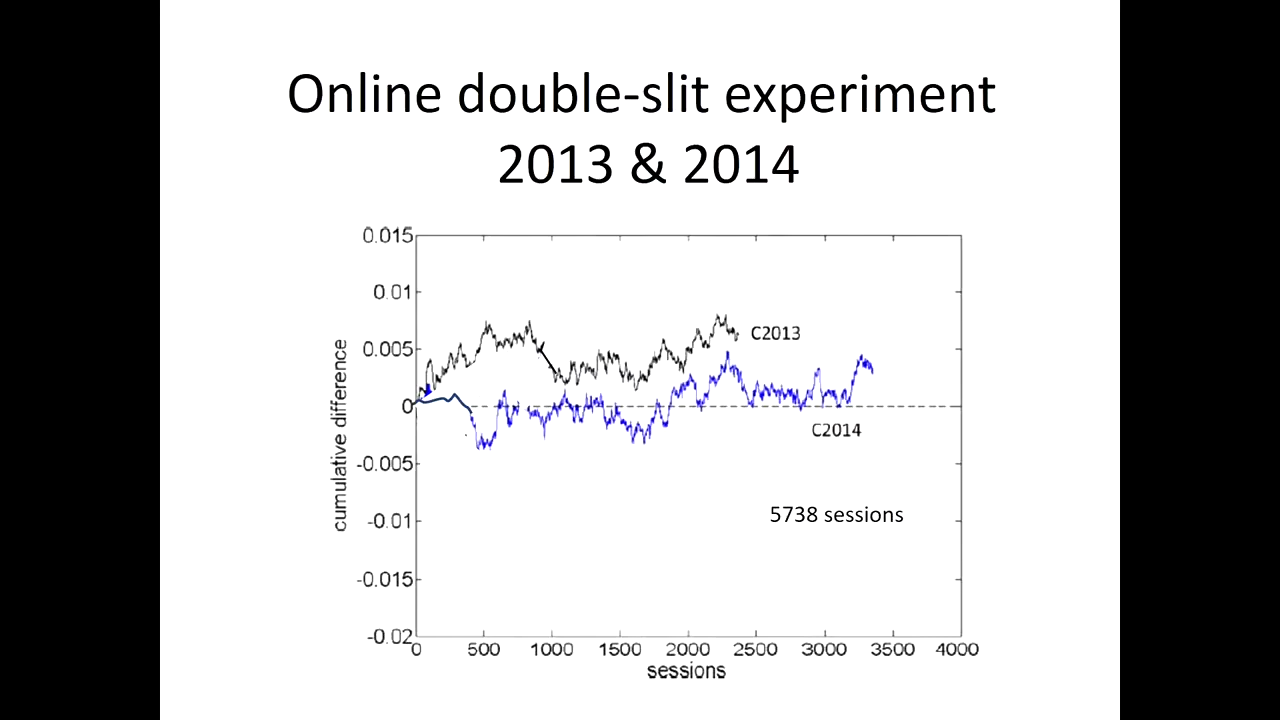 Online double-slit experiment
2013 & 2014
0.015
0.01
0.005
0
-0.005
-0.01
-0.015
-0.02
cumulative difference
C2013
C2014
5738 sessions
0 500 1000 1500 2000 2500 3000 3500 4000
sessions